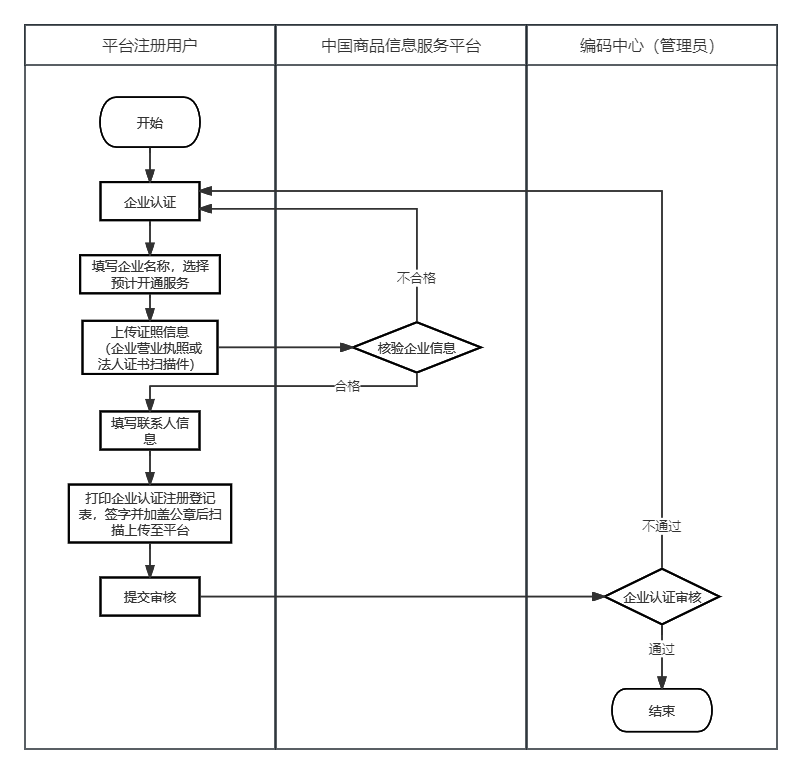 平台注册用户
中国商品信息服务平台
编码中心（管理员）
开始
企业认证
填写企业名称，选择
预计开通服务
上传证照信息
（企业营业执照或
法人证书扫描件）
不合格
核验企业信息
合格
填写联系人信
息
打印企业认证注册登记
表，签字并加盖公章后扫
描上传至平台
不通过
提交审核
企业认证审核
通过
结束